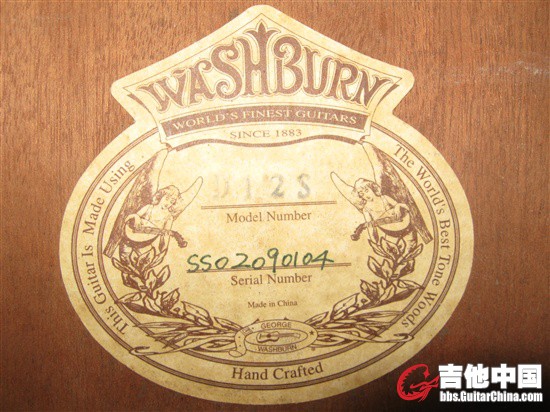 WASHBURN
WORLD'S FINEST GUITARS
SINCE 1883
This Guitar Is Made Using
The World's Best Tone Woods
D12S
Model Number
SS02090104
Serial Number
Made in China
GEORGE
WASHBURN
Hand Crafted
吉他中国
bbs.GuitarChina.com